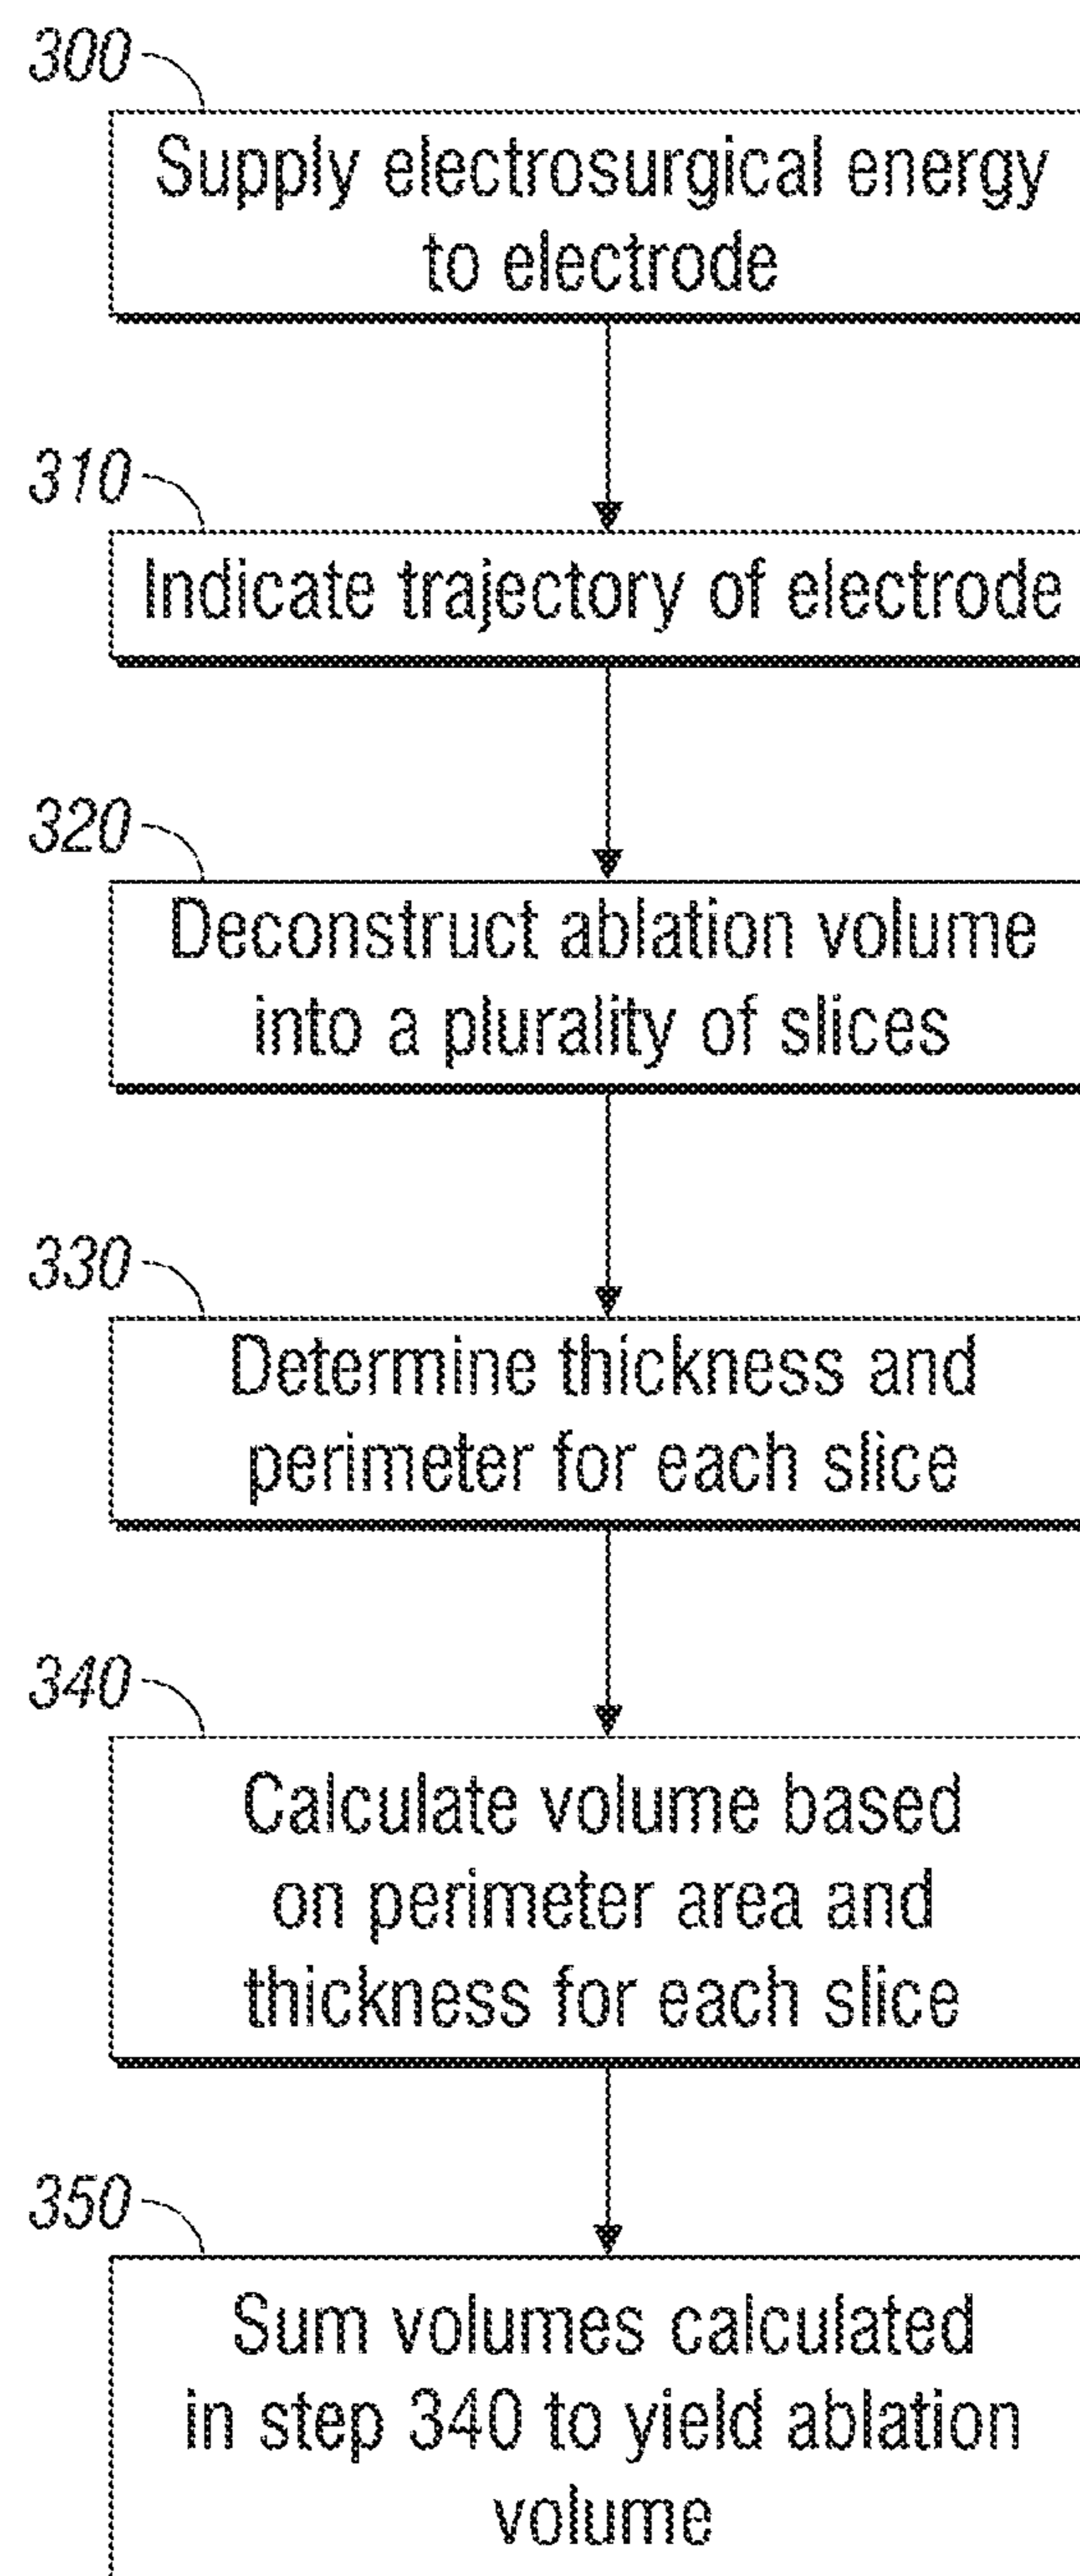 300
Supply electrosurgical energy
to electrode
310
Indicate trajectory of electrode
320
Deconstruct ablation volume
into a plurality of slices
330
Determine thickness and
perimeter for each slice
340
Calculate volume based
on perimeter area and
thickness for each slice
350
Sum volumes calculated
in step 340 to yield ablation
volume